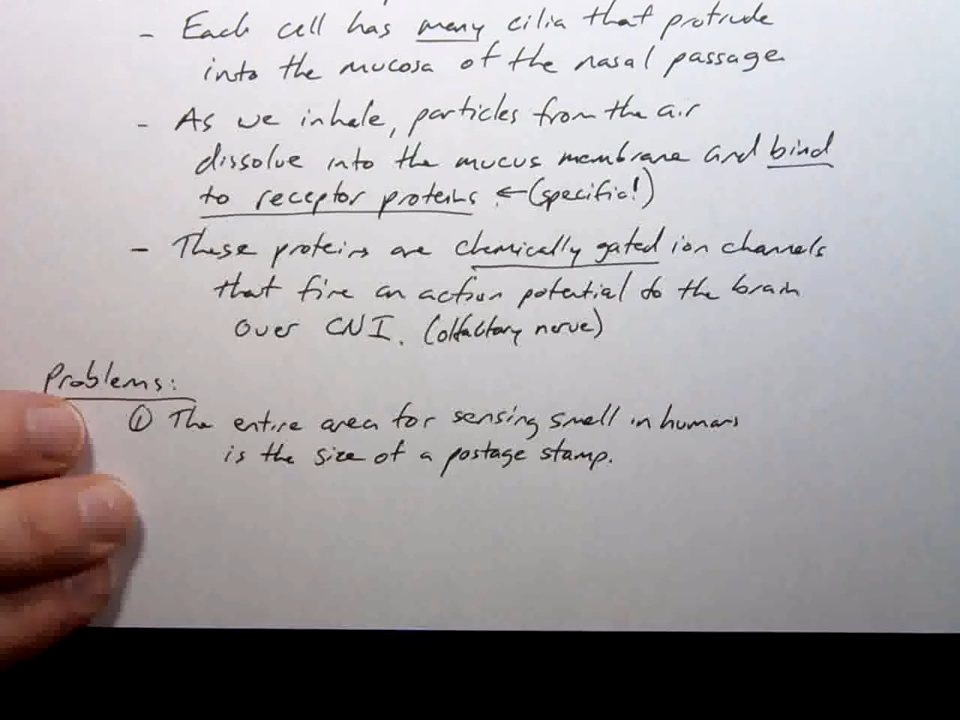 - Each cell has many cilia that protrude
into the mucosa of the nasal passage
- As we inhale, particles from the air
dissolve into the mucus membrane and bind
to receptor proteins. ← (specific!)
- These proteins are chemically gated ion channels
that fire an action potential to the brain
over CNI. (olfactory nerve)
Problems:
① The entire area for sensing smell in humans
is the size of a postage stamp.